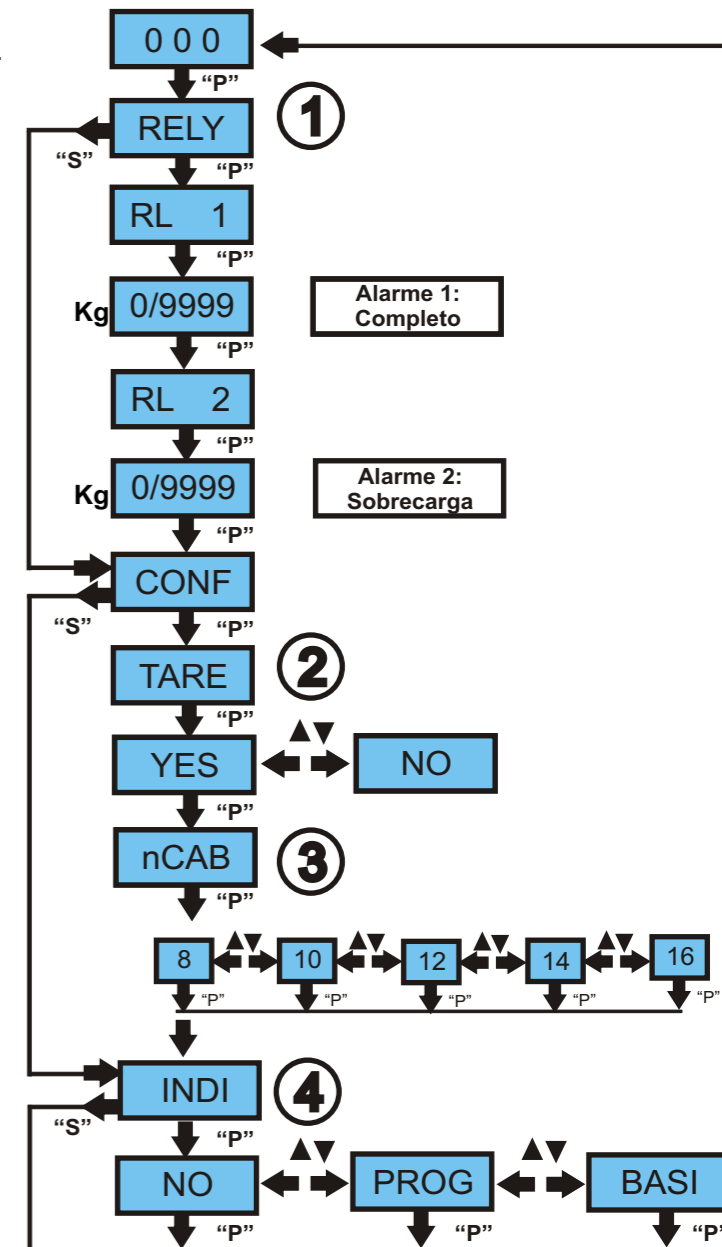 0 0 0
“P”
1
RELY
“S”
“P”
RL 1
“P”
Kg 0/9999
Alarme 1:
Completo
“P”
RL 2
“P”
Kg 0/9999
Alarme 2:
Sobrecarga
“P”
CONF
“S”
“P”
TARE
2
“P”
YES
NO
“P”
nCAB
3
“P”
8 10 12 14 16
“P” “P” “P” “P” “P”
INDI
4
“S”
“P”
NO PROG BASI
“P” “P” “P”